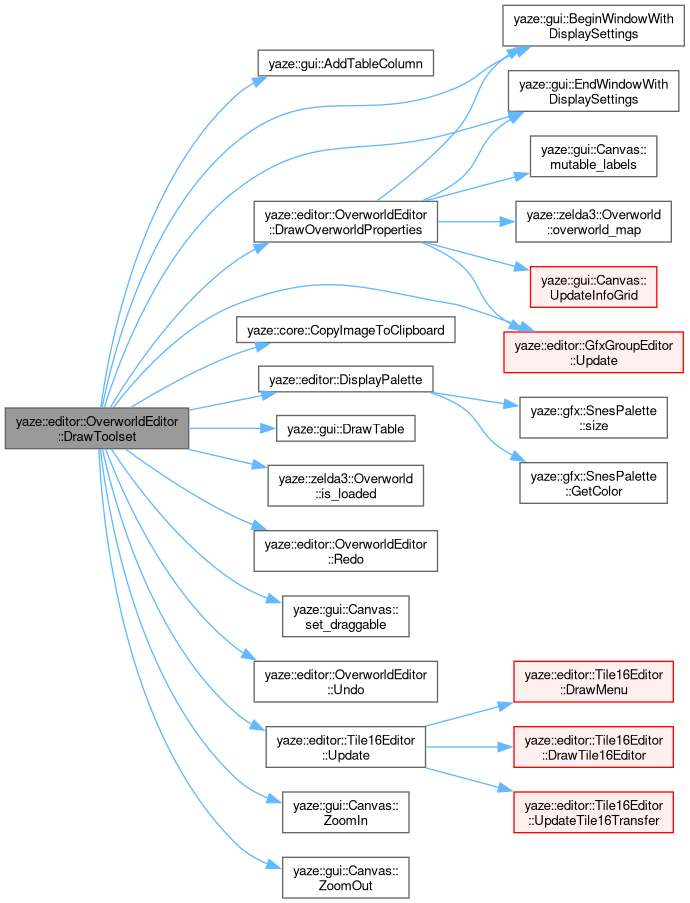 yaze::gui::BeginWindowWith
DisplaySettings
yaze::gui::AddTableColumn
yaze::gui::EndWindowWith
DisplaySettings
yaze::gui::Canvas::
mutable_labels
yaze::editor::OverworldEditor
::DrawOverworldProperties
yaze::zelda3::Overworld
::overworld_map
yaze::gui::Canvas::
UpdateInfoGrid
yaze::core::CopyImageToClipboard
yaze::editor::GfxGroupEditor
::Update
yaze::editor::DisplayPalette
yaze::gfx::SnesPalette
::size
yaze::editor::OverworldEditor
::DrawToolset
yaze::gui::DrawTable
yaze::zelda3::Overworld
::is_loaded
yaze::gfx::SnesPalette
::GetColor
yaze::editor::OverworldEditor
::Redo
yaze::gui::Canvas::
set_draggable
yaze::editor::OverworldEditor
::Undo
yaze::editor::Tile16Editor
::DrawMenu
yaze::editor::Tile16Editor
::Update
yaze::editor::Tile16Editor
::DrawTile16Editor
yaze::gui::Canvas::
ZoomIn
yaze::editor::Tile16Editor
::UpdateTile16Transfer
yaze::gui::Canvas::
ZoomOut